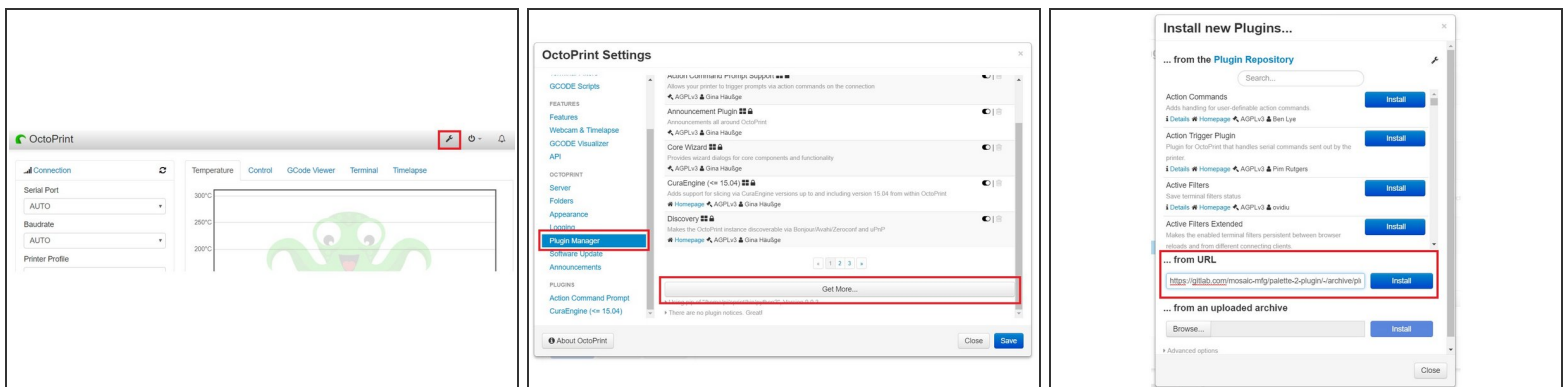 OctoPrint
Connection
Serial Port
AUTO
Baudrate
AUTO
Printer Profile
Temperature Control GCode Viewer Terminal Timelapse
300°C
250°C
200°C
OctoPrint Settings
×
GCODE Scripts
FEATURES
Features
Webcam & Timelapse
GCODE Visualizer
API
OCTOPRINT
Server
Folders
Appearance
Logging
Plugin Manager
Software Update
Announcements
PLUGINS
Action Command Prompt
CuraEngine (<= 15.04)
Action Command Prompt Support
Allows your printer to trigger prompts via action commands on the connection
AGPLv3 Gina Häußge
Announcement Plugin
Announcements all around OctoPrint
AGPLv3 Gina Häußge
Core Wizard
Provides wizard dialogs for core components and functionality
AGPLv3 Gina Häußge
CuraEngine (<= 15.04)
Adds support for slicing via CuraEngine versions up to and including version 15.04 from within OctoPrint
Homepage AGPLv3 Gina Häußge
Discovery
Makes the OctoPrint instance discoverable via Bonjour/Avahi/Zeroconf and uPnP
Homepage AGPLv3 Gina Häußge
« 1 2 3 »
Get More...
There are no plugin notices. Great!
About OctoPrint
Close Save
Install new Plugins...
×
... from the Plugin Repository
Search...
Action Commands
Adds handling for user-definable action commands.
Details Homepage AGPLv3 Ben Lye
Install
Action Trigger Plugin
Plugin for OctoPrint that handles serial commands sent out by the
printer.
Details Homepage AGPLv3 Pim Rutgers
Install
Active Filters
Save terminal filters status
Details Homepage AGPLv3 ovidiu
Install
Active Filters Extended
Makes the enabled terminal filters persistent between browser
reloads and from different connecting clients.
Install
... from URL
https://gitlab.com/mosaic-mfg/palette-2-plugin/-/archive/pl
Install
... from an uploaded archive
Browse...
Install
Advanced options
Close